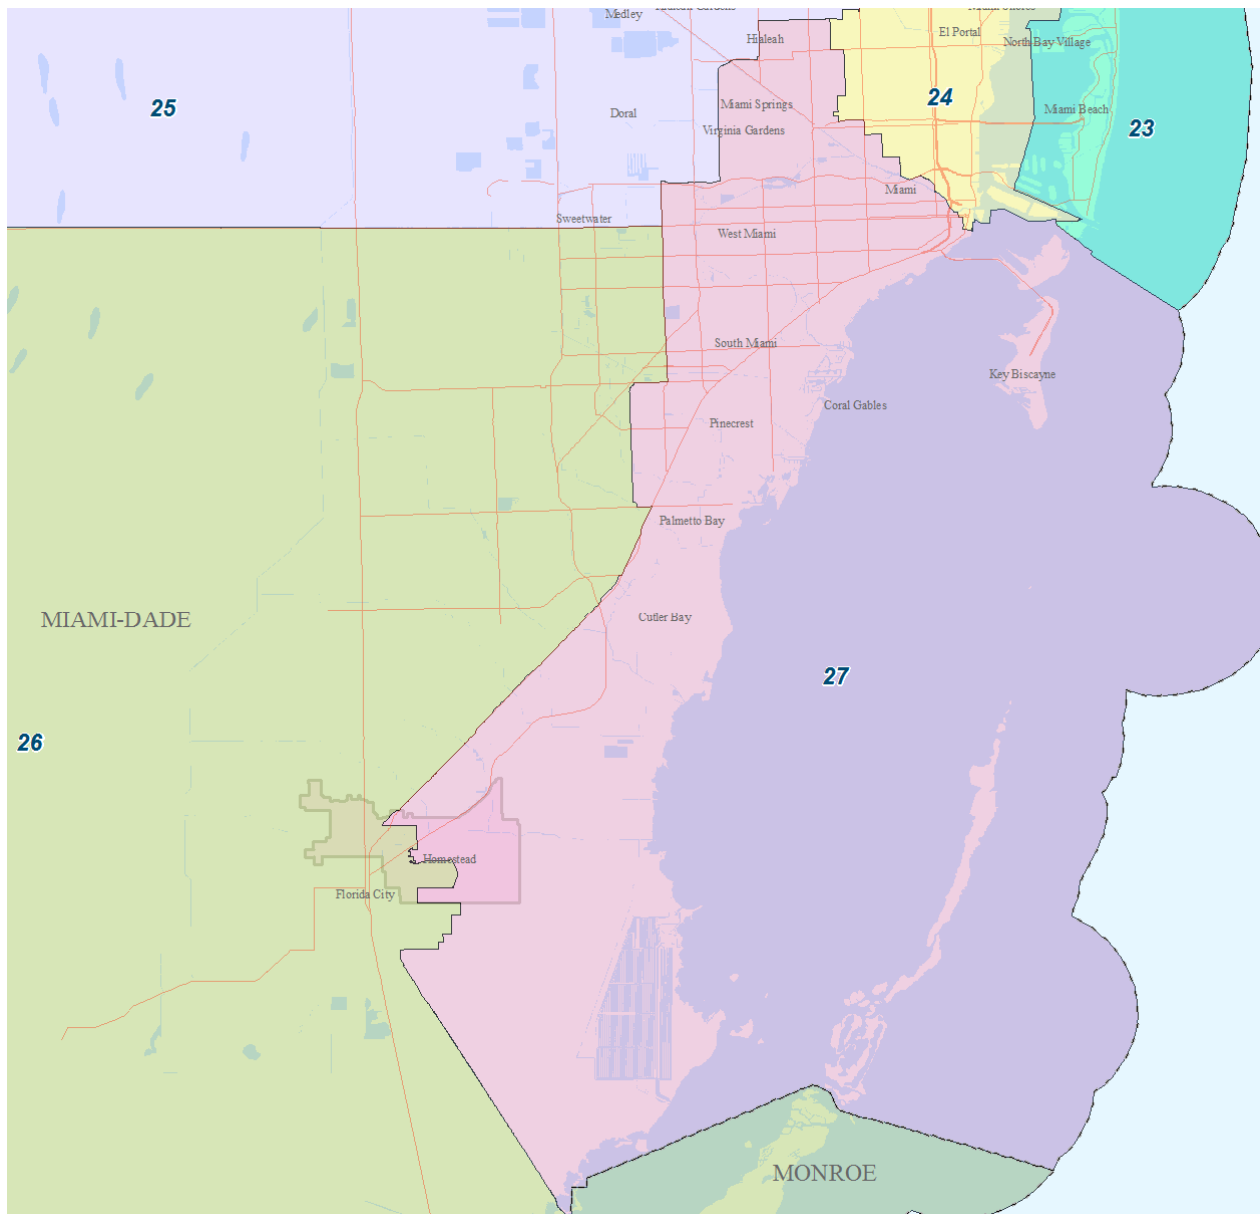 Medley
Hialeah
El Portal
North Bay Village
25
24
Miami Springs
Doral
Miami Beach
23
Virginia Gardens
Miami
Sweetwater
West Miami
South Miami
Key Biscayne
Coral Gables
Pinecrest
Palmetto Bay
MIAMI-DADE
Cutler Bay
27
26
Homestead
Florida City
MONROE